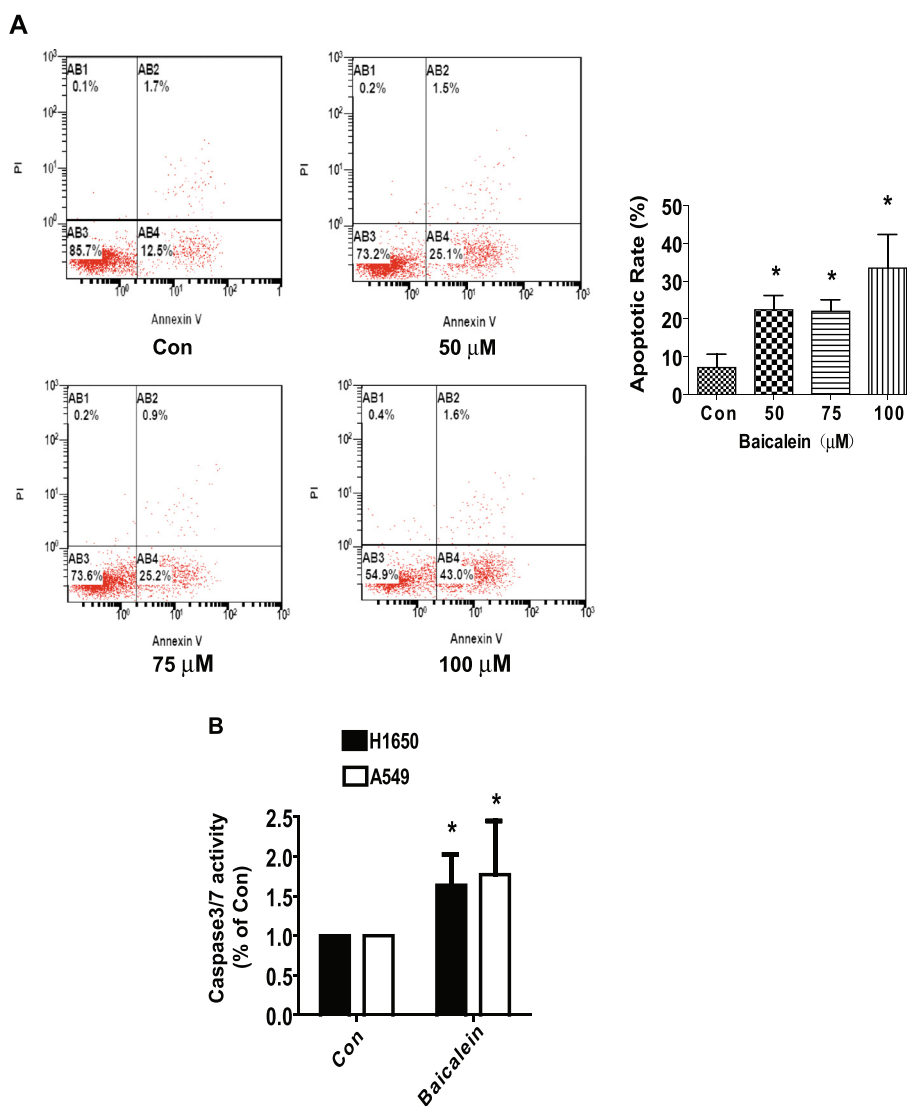 A
10³
10²
10¹
10⁰
PI
AB1
0.1%
AB2
1.7%
AB3
85.7%
AB4
12.5%
10⁰ 10¹ 10² 1
Annexin V
Con
10³
10²
10¹
10⁰
PI
AB1
0.2%
AB2
1.5%
AB3
73.2%
AB4
25.1%
10⁰ 10¹ 10² 10³
Annexin V
50 μM
10³
10²
10¹
10⁰
PI
AB1
0.2%
AB2
0.9%
AB3
73.6%
AB4
25.2%
10⁰ 10¹ 10² 10³
Annexin V
75 μM
10³
10²
10¹
10⁰
PI
AB1
0.4%
AB2
1.6%
AB3
54.9%
AB4
43.0%
10⁰ 10¹ 10² 10³
Annexin V
100 μM
Apoptotic Rate (%)
50
40
30
20
10
0
* * *
Con 50 75 100
Baicalein (μM)
B
H1650
A549
Caspase3/7 activity
(% of Con)
2.5
2.0
1.5
1.0
0.5
0.0
* *
Con Baicalein